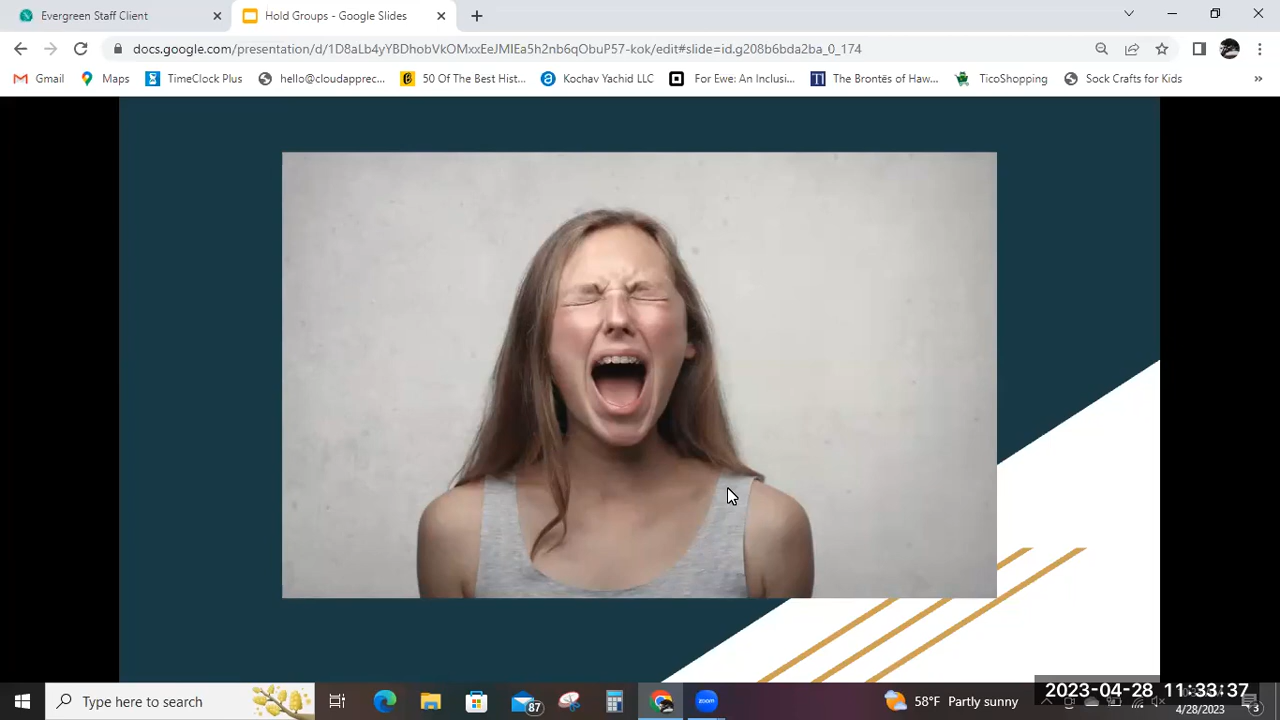 Evergreen Staff Client
Hold Groups - Google Slides
docs.google.com/presentation/d/1D8aLb4yYBDhobVkOMxxEeJMIEa5h2nb6qObuP57-kok/edit#slide=id.g208b6bda2ba_0_174
Gmail
Maps
TimeClock Plus
hello@cloudapprec...
50 Of The Best Hist...
Kochav Yachid LLC
For Ewe: An Inclusi...
The Brontës of Haw...
TicoShopping
Sock Crafts for Kids
Type here to search
87
zoom
58°F Partly sunny
2023-04-28 11:33:37
4/28/2023
3